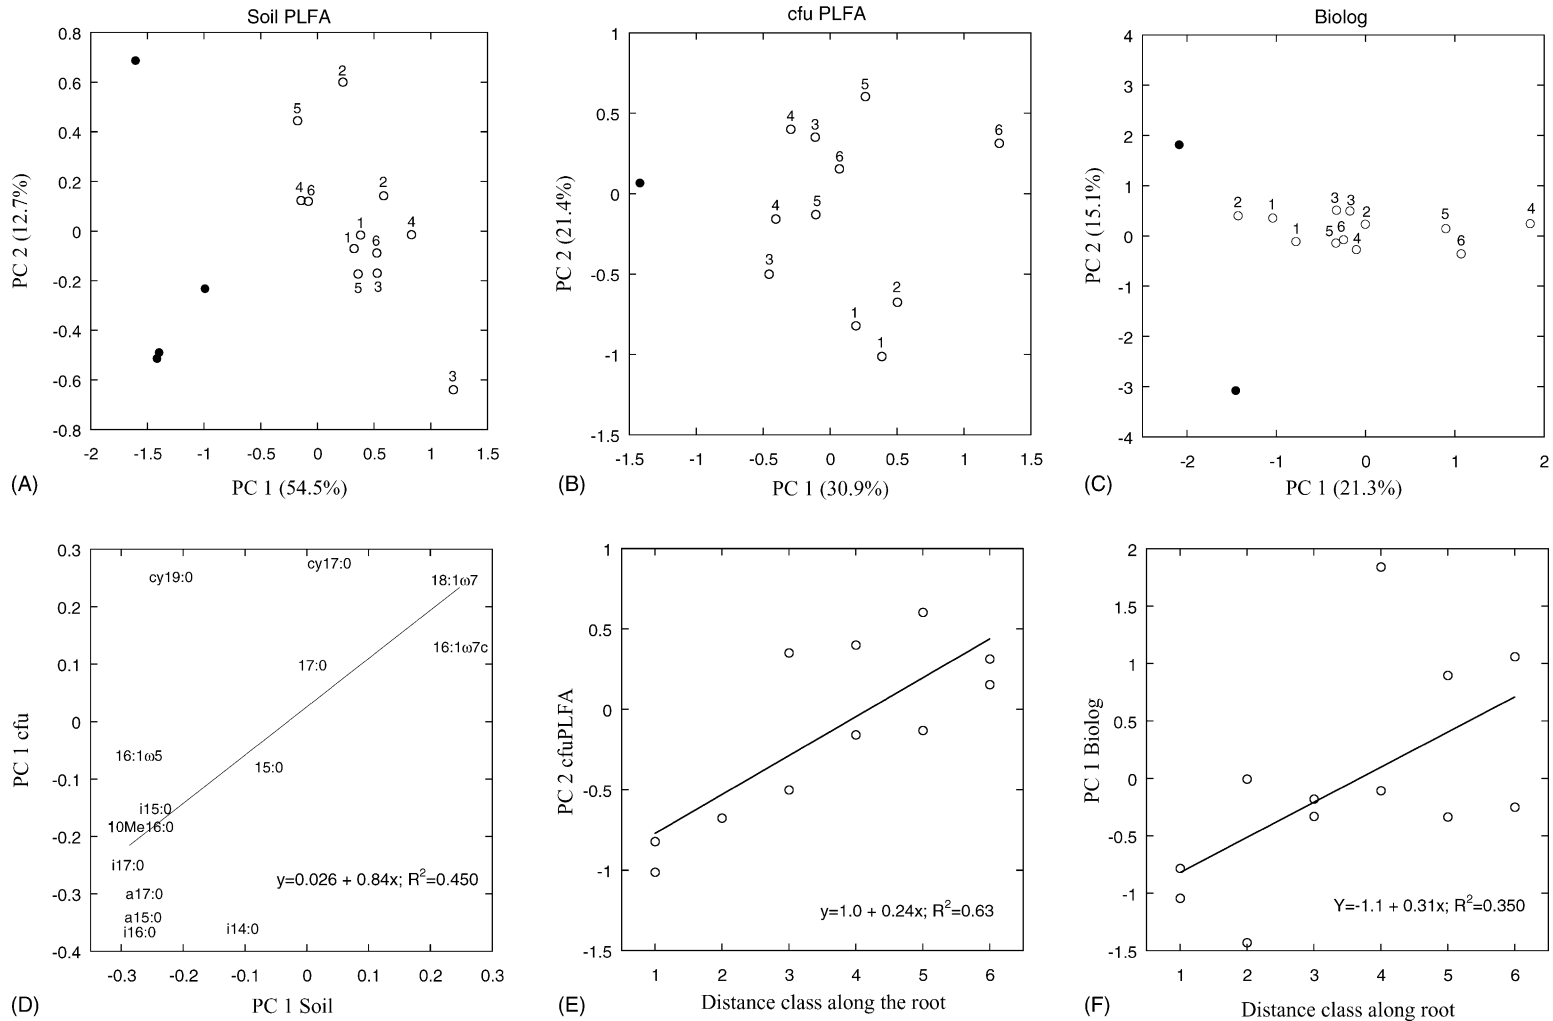 Soil PLFA
0.8
0.6
0.4
0.2
0
-0.2
-0.4
-0.6
-0.8
PC 2 (12.7%)
2
5
4 6
2
1
4
1
6
5
3
3
-2 -1.5 -1 -0.5 0 0.5 1 1.5
(A)
PC 1 (54.5%)
cfu PLFA
1
0.5
0
-0.5
-1
-1.5
PC 2 (21.4%)
5
4
3
6
6
4
5
3
2
1
1
-1.5 -1 -0.5 0 0.5 1 1.5
(B)
PC 1 (30.9%)
Biolog
4
3
2
1
0
-1
-2
-3
-4
PC 2 (15.1%)
2
1
1
3
3
2
5
6
4
5
6
4
-2 -1 0 1 2
(C)
PC 1 (21.3%)
0.3
0.2
0.1
0
-0.1
-0.2
-0.3
-0.4
PC 1 cfu
cy17:0
cy19:0
18:1ω7
16:1ω7c
17:0
16:1ω5
15:0
i15:0
10Me16:0
i17:0
a17:0
a15:0
i16:0
i14:0
y=0.026 + 0.84x; R2=0.450
-0.3 -0.2 -0.1 0 0.1 0.2 0.3
(D)
PC 1 Soil
1
0.5
0
-0.5
-1
-1.5
PC 2 cfuPLFA
y=1.0 + 0.24x; R2=0.63
1 2 3 4 5 6
(E)
Distance class along the root
2
1.5
1
0.5
0
-0.5
-1
-1.5
PC 1 Biolog
Y=-1.1 + 0.31x; R2=0.350
1 2 3 4 5 6
(F)
Distance class along root